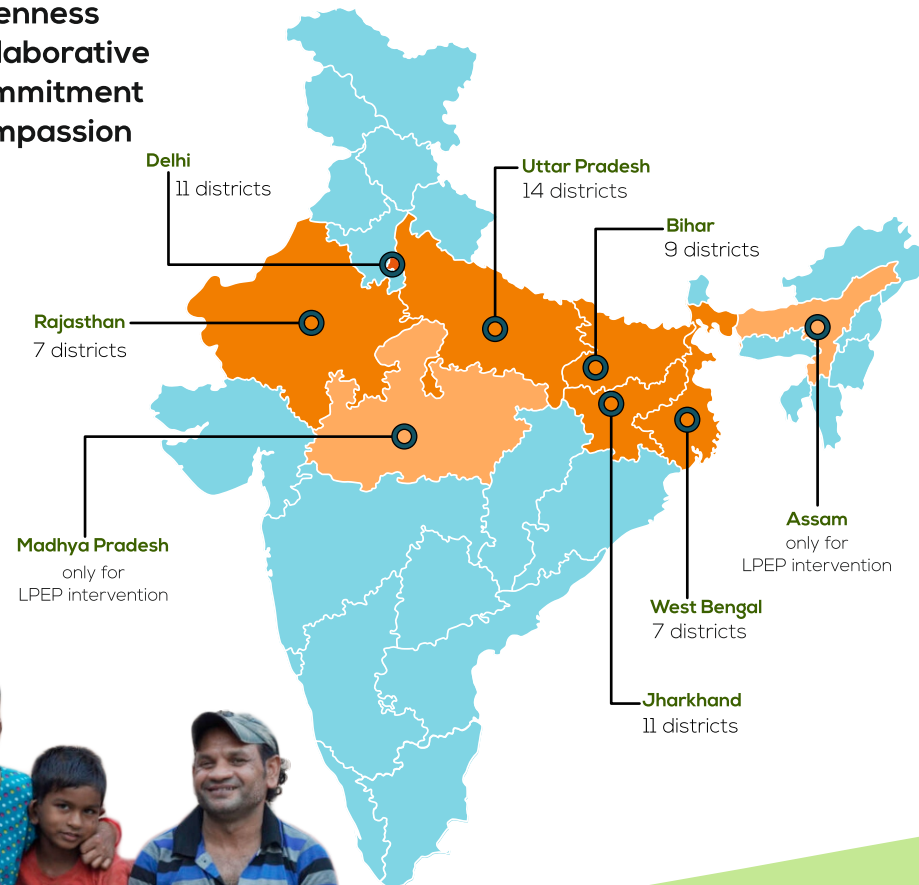 enness
laborative
mmitment
mpassion
Delhi
11 districts
Uttar Pradesh
14 districts
Bihar
9 districts
Rajasthan
7 districts
Madhya Pradesh
only for
LPEP intervention
Assam
only for
LPEP intervention
West Bengal
7 districts
Jharkhand
11 districts